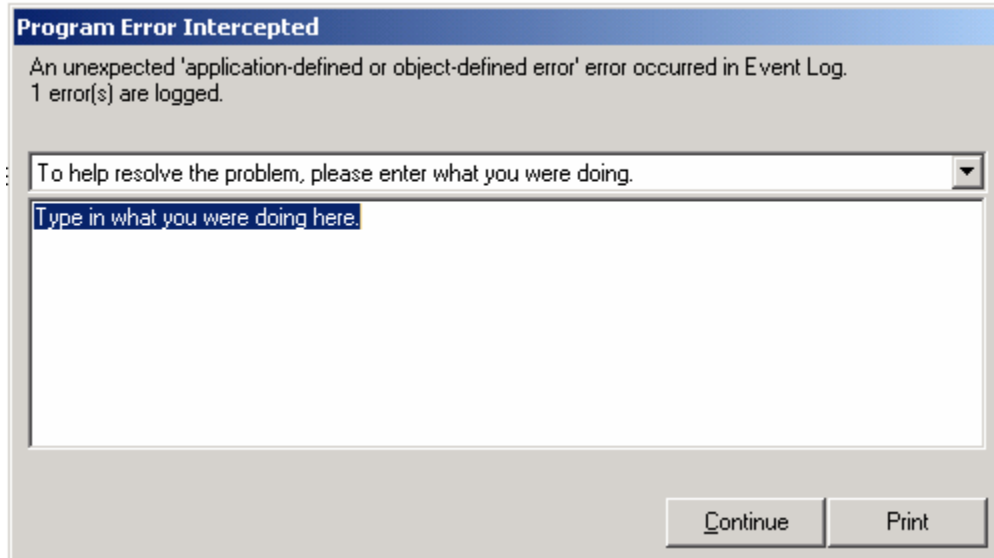 Program Error Intercepted
An unexpected 'application-defined or object-defined error' error occurred in Event Log.
1 error(s) are logged.
To help resolve the problem, please enter what you were doing.
Type in what you were doing here.
Continue
Print